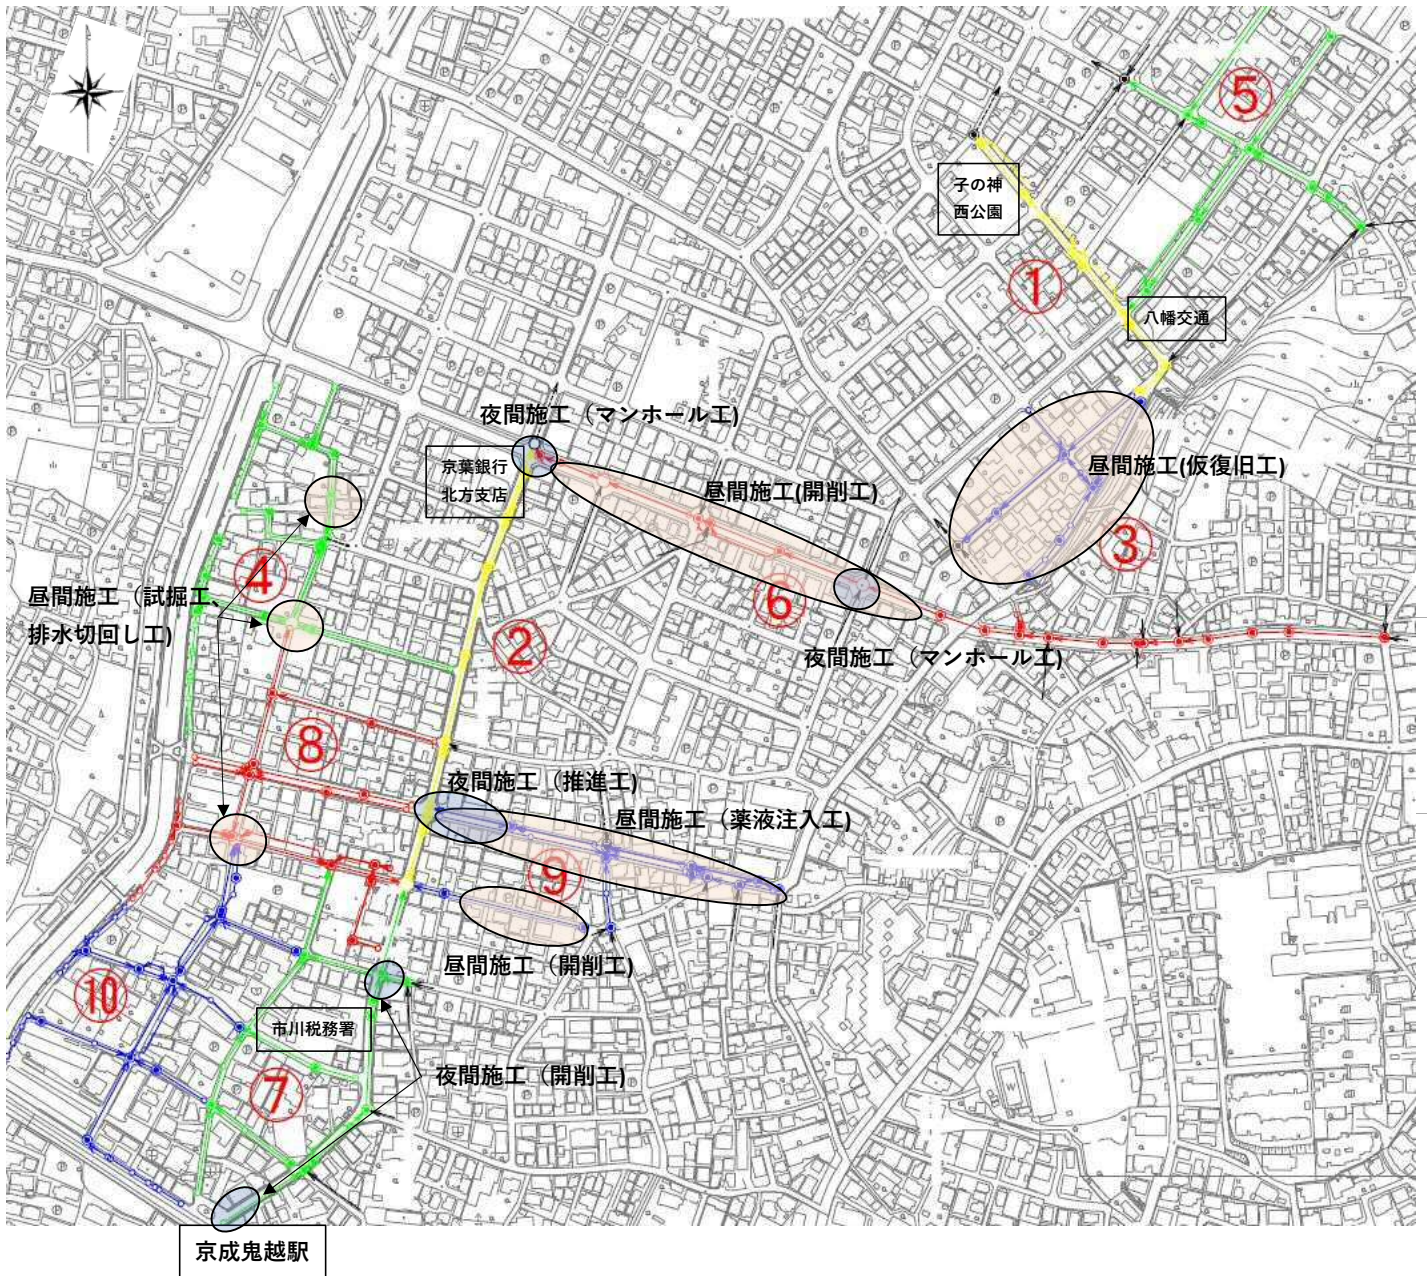 ⑤
子の神
西公園
①
八幡交通
夜間施工（マンホール工)
京葉銀行
北方支店
昼間施工(開削工)
昼間施工(仮復旧工)
③
④
昼間施工（試掘工、
排水切回し工)
⑥
②
夜間施工（マンホール工)
⑧
夜間施工（推進工)
昼間施工（薬液注入工)
⑨
昼間施工（開削工)
⑩
市川税務署
夜間施工（開削工)
⑦
京成鬼越駅